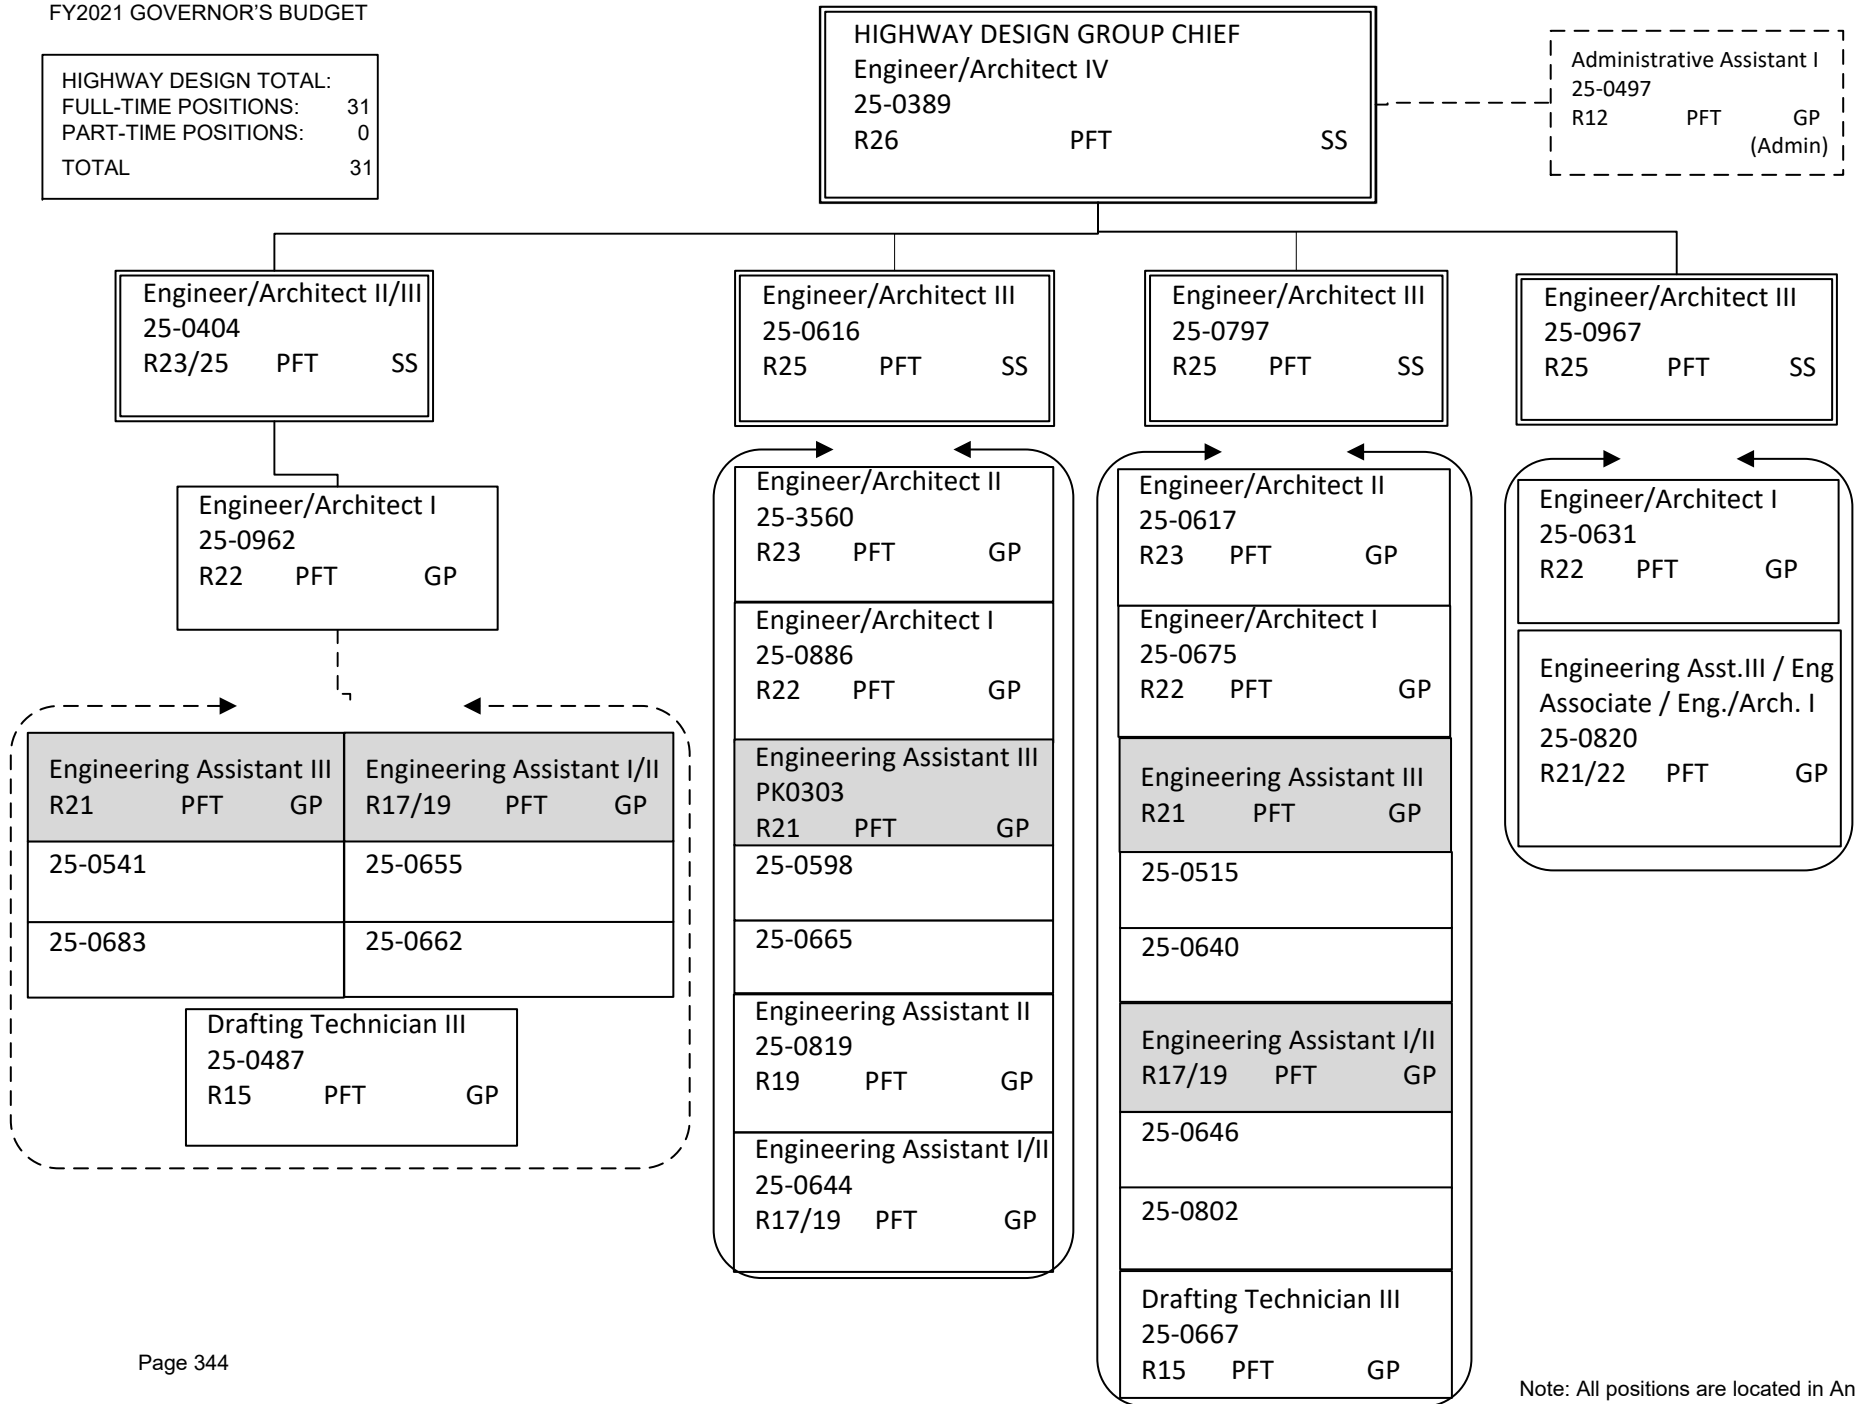 FY2021 GOVERNOR'S BUDGET
HIGHWAY DESIGN TOTAL:
FULL-TIME POSITIONS: 31
PART-TIME POSITIONS: 0
TOTAL 31
HIGHWAY DESIGN GROUP CHIEF
Engineer/Architect IV
25-0389
R26 PFT SS
Administrative Assistant I
25-0497
R12 PFT GP
(Admin)
Engineer/Architect II/III
25-0404
R23/25 PFT SS
Engineer/Architect I
25-0962
R22 PFT GP
Engineering Assistant III
R21 PFT GP
25-0541
25-0683
Engineering Assistant I/II
R17/19 PFT GP
25-0655
25-0662
Drafting Technician III
25-0487
R15 PFT GP
Engineer/Architect III
25-0616
R25 PFT SS
Engineer/Architect II
25-3560
R23 PFT GP
Engineer/Architect I
25-0886
R22 PFT GP
Engineering Assistant III
PK0303
R21 PFT GP
25-0598
25-0665
Engineering Assistant II
25-0819
R19 PFT GP
Engineering Assistant I/II
25-0644
R17/19 PFT GP
Engineer/Architect III
25-0797
R25 PFT SS
Engineer/Architect II
25-0617
R23 PFT GP
Engineer/Architect I
25-0675
R22 PFT GP
Engineering Assistant III
R21 PFT GP
25-0515
25-0640
Engineering Assistant I/II
R17/19 PFT GP
25-0646
25-0802
Drafting Technician III
25-0667
R15 PFT GP
Engineer/Architect III
25-0967
R25 PFT SS
Engineer/Architect I
25-0631
R22 PFT GP
Engineering Asst.III / Eng
Associate / Eng./Arch. I
25-0820
R21/22 PFT GP
Page 344
Note: All positions are located in An